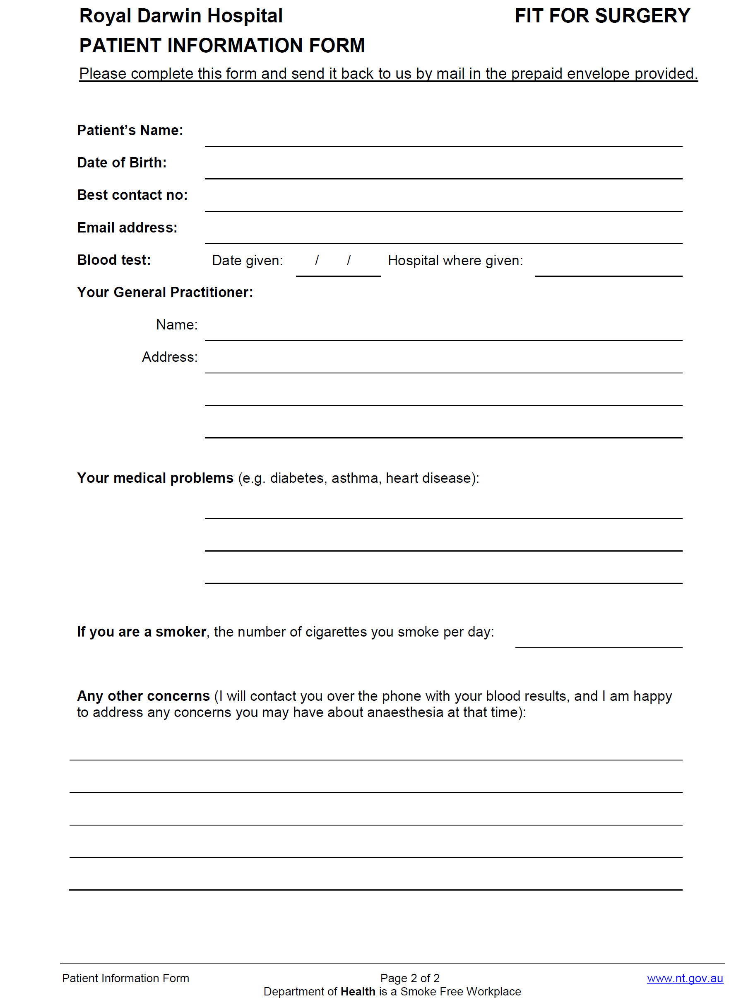 Royal Darwin Hospital FIT FOR SURGERY
PATIENT INFORMATION FORM
Please complete this form and send it back to us by mail in the prepaid envelope provided.
Patient’s Name:
Date of Birth:
Best contact no:
Email address:
Blood test: Date given: / / Hospital where given:
Your General Practitioner:
Name:
Address:
Your medical problems (e.g. diabetes, asthma, heart disease):
If you are a smoker, the number of cigarettes you smoke per day:
Any other concerns (I will contact you over the phone with your blood results, and I am happy
to address any concerns you may have about anaesthesia at that time):
Patient Information Form Page 2 of 2 www.nt.gov.au
Department of Health is a Smoke Free Workplace